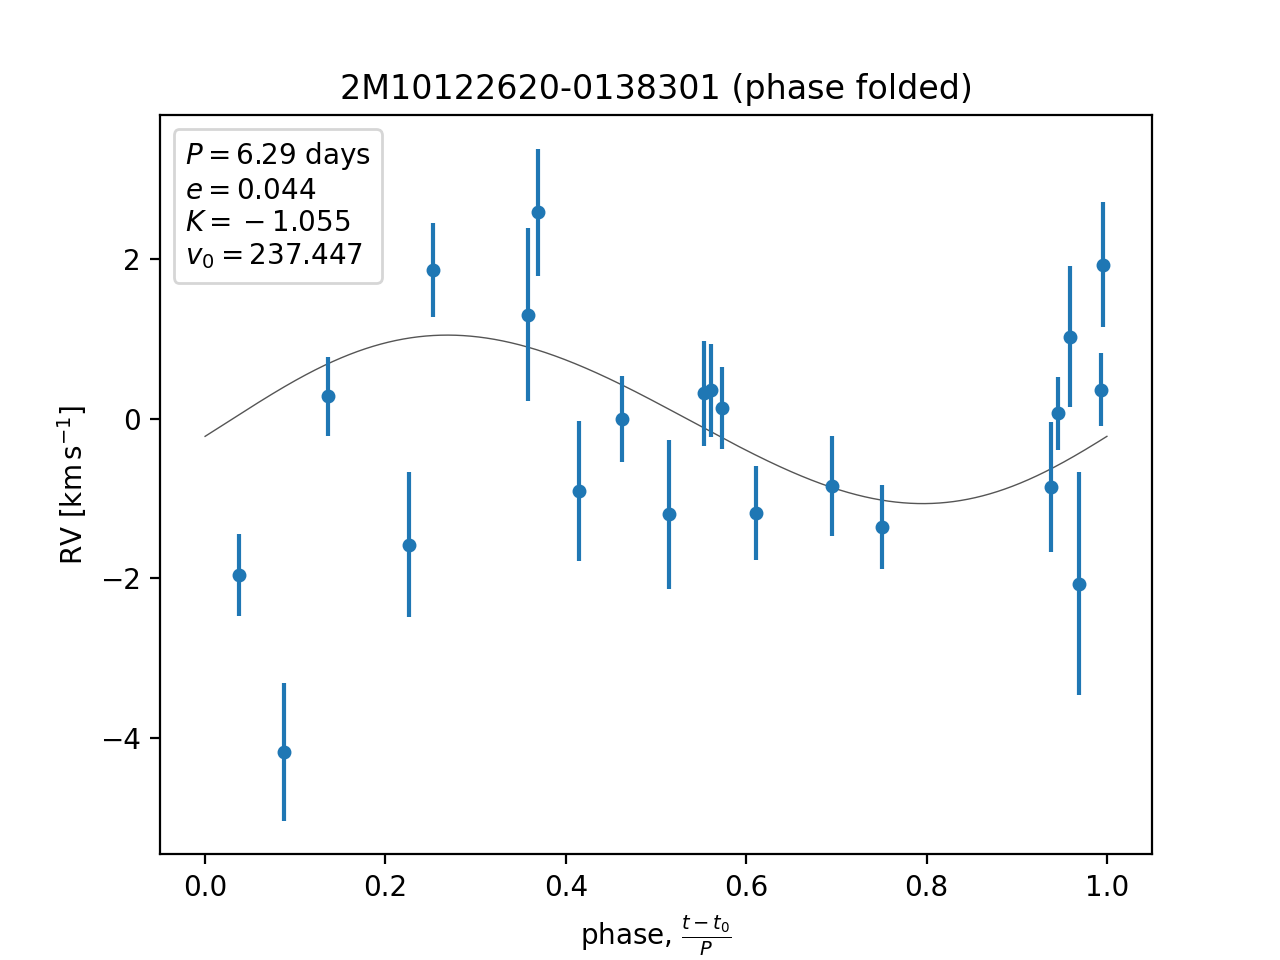 2M10122620-0138301 (phase folded)
P = 6.29 days
e = 0.044
K = −1.055
v₀ = 237.447
RV [km s⁻¹]
2
0
−2
−4
0.0 0.2 0.4 0.6 0.8 1.0
phase, (t − t₀)/P